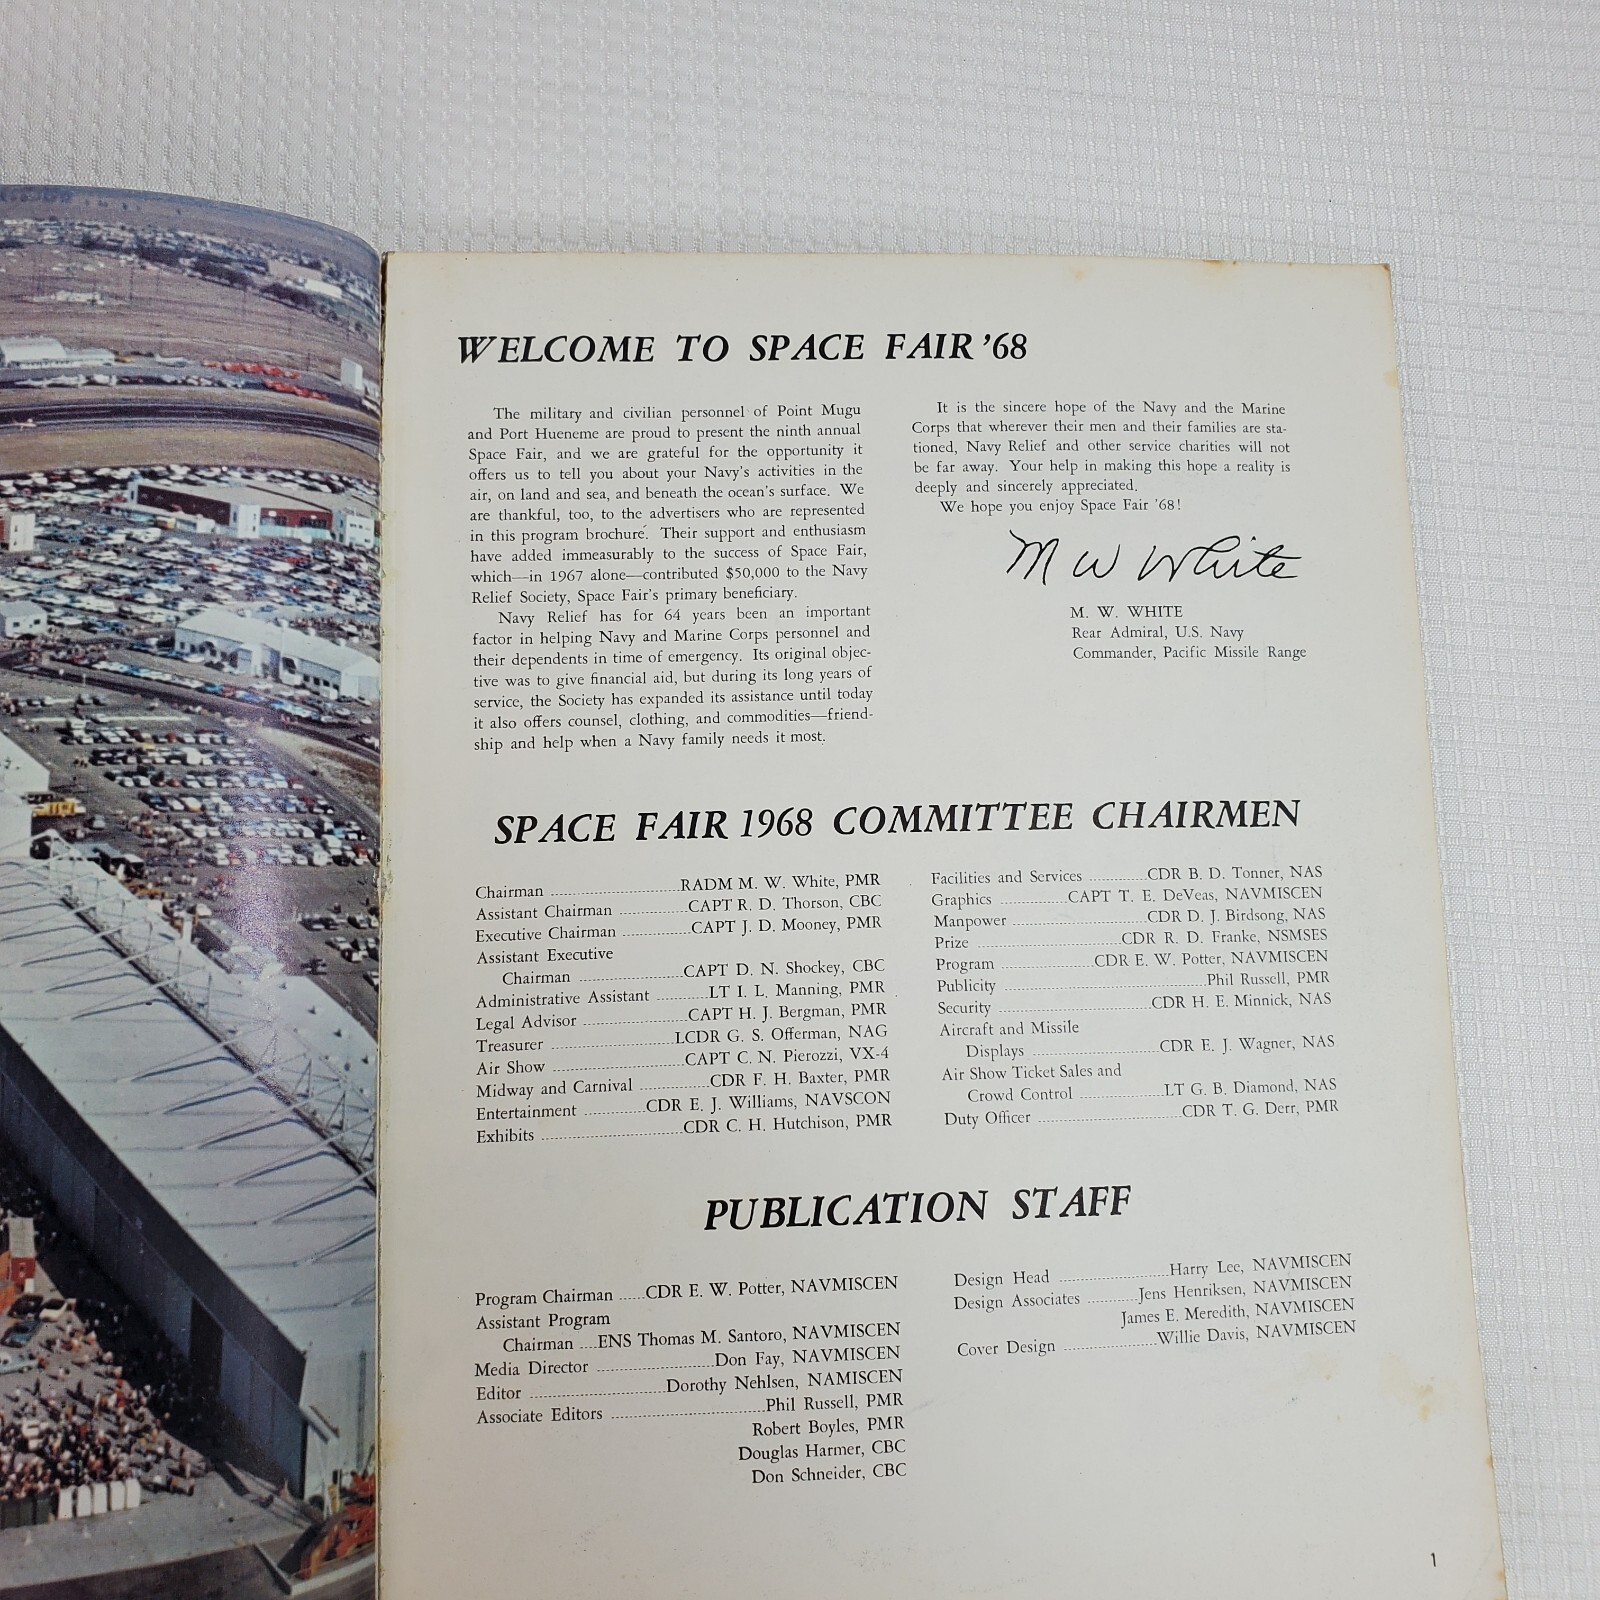 WELCOME TO SPACE FAIR '68
The military and civilian personnel of Point Mugu
and Port Hueneme are proud to present the ninth annual
Space Fair, and we are grateful for the opportunity it
offers us to tell you about your Navy's activities in the
air, on land and sea, and beneath the ocean's surface. We
are thankful, too, to the advertisers who are represented
in this program brochure. Their support and enthusiasm
have added immeasurably to the success of Space Fair,
which—in 1967 alone—contributed $50,000 to the Navy
Relief Society, Space Fair's primary beneficiary.
Navy Relief has for 64 years been an important
factor in helping Navy and Marine Corps personnel and
their dependents in time of emergency. Its original objec-
tive was to give financial aid, but during its long years of
service, the Society has expanded its assistance until today
it also offers counsel, clothing, and commodities—friend-
ship and help when a Navy family needs it most.
It is the sincere hope of the Navy and the Marine
Corps that wherever their men and their families are sta-
tioned, Navy Relief and other service charities will not
be far away. Your help in making this hope a reality is
deeply and sincerely appreciated.
We hope you enjoy Space Fair '68!
M W White
M. W. WHITE
Rear Admiral, U.S. Navy
Commander, Pacific Missile Range
SPACE FAIR 1968 COMMITTEE CHAIRMEN
Chairman ..........RADM M. W. White, PMR
Assistant Chairman ..........CAPT R. D. Thorson, CBC
Executive Chairman ..........CAPT J. D. Mooney, PMR
Assistant Executive
Chairman ..........CAPT D. N. Shockey, CBC
Administrative Assistant ..........LT I. L. Manning, PMR
Legal Advisor ..........CAPT H. J. Bergman, PMR
Treasurer ..........LCDR G. S. Offerman, NAG
Air Show ..........CAPT C. N. Pierozzi, VX-4
Midway and Carnival ..........CDR F. H. Baxter, PMR
Entertainment ..........CDR E. J. Williams, NAVSCON
Exhibits ..........CDR C. H. Hutchison, PMR
Facilities and Services ..........CDR B. D. Tonner, NAS
Graphics ..........CAPT T. E. DeVeas, NAVMISCEN
Manpower ..........CDR D. J. Birdsong, NAS
Prize ..........CDR R. D. Franke, NSMSES
Program ..........CDR E. W. Potter, NAVMISCEN
Publicity ..........Phil Russell, PMR
Security ..........CDR H. E. Minnick, NAS
Aircraft and Missile
Displays ..........CDR E. J. Wagner, NAS
Air Show Ticket Sales and
Crowd Control ..........LT G. B. Diamond, NAS
Duty Officer ..........CDR T. G. Derr, PMR
PUBLICATION STAFF
Program Chairman ......CDR E. W. Potter, NAVMISCEN
Assistant Program
Chairman ....ENS Thomas M. Santoro, NAVMISCEN
Media Director ..........Don Fay, NAVMISCEN
Editor ..........Dorothy Nehlsen, NAMISCEN
Associate Editors ..........Phil Russell, PMR
Robert Boyles, PMR
Douglas Harmer, CBC
Don Schneider, CBC
Design Head ..........Harry Lee, NAVMISCEN
Design Associates ..........Jens Henriksen, NAVMISCEN
James E. Meredith, NAVMISCEN
Cover Design ..........Willie Davis, NAVMISCEN
1